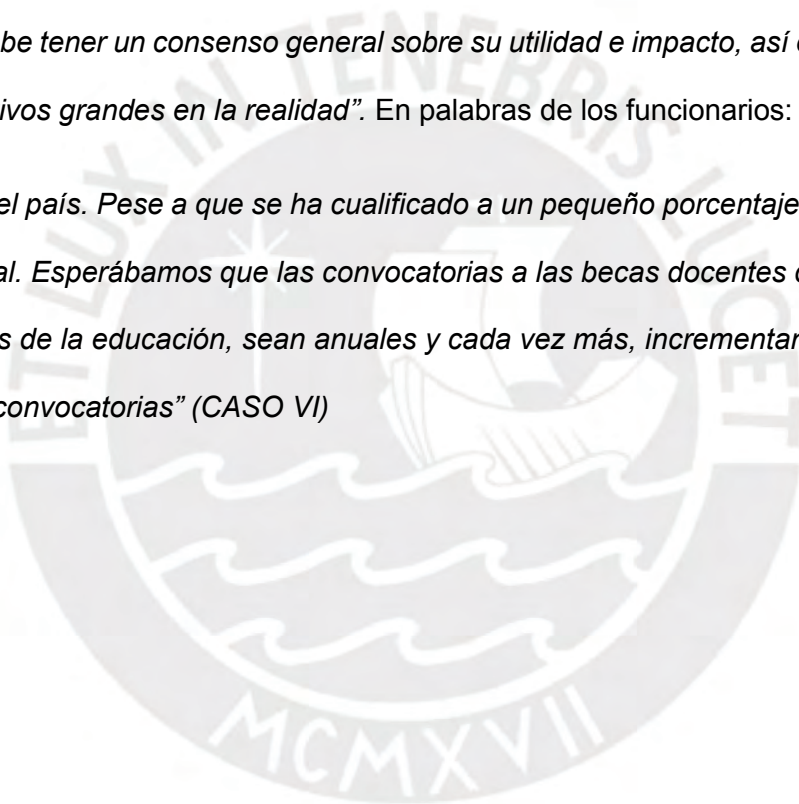 be tener un consenso general sobre su utilidad e impacto, así
ivos grandes en la realidad”. En palabras de los funcionarios:
el país. Pese a que se ha cualificado a un pequeño porcentaje
al. Esperábamos que las convocatorias a las becas docentes
s de la educación, sean anuales y cada vez más, incrementar
convocatorias” (CASO VI)
ET LUX IN TENEBRIS LUCET
MCMXVII